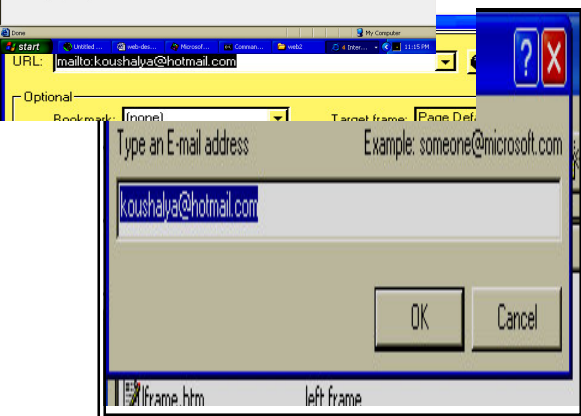 Done My Computer
start Untitled ... web-des... Microsof... Comman... web2 4 Inter... 11:15 PM
URL: mailto:koushalya@hotmail.com
Optional
Bookmark: (none) Target frame: Page Defa
Type an E-mail address Example: someone@microsoft.com
koushalya@hotmail.com
OK Cancel
lframe.htm left frame